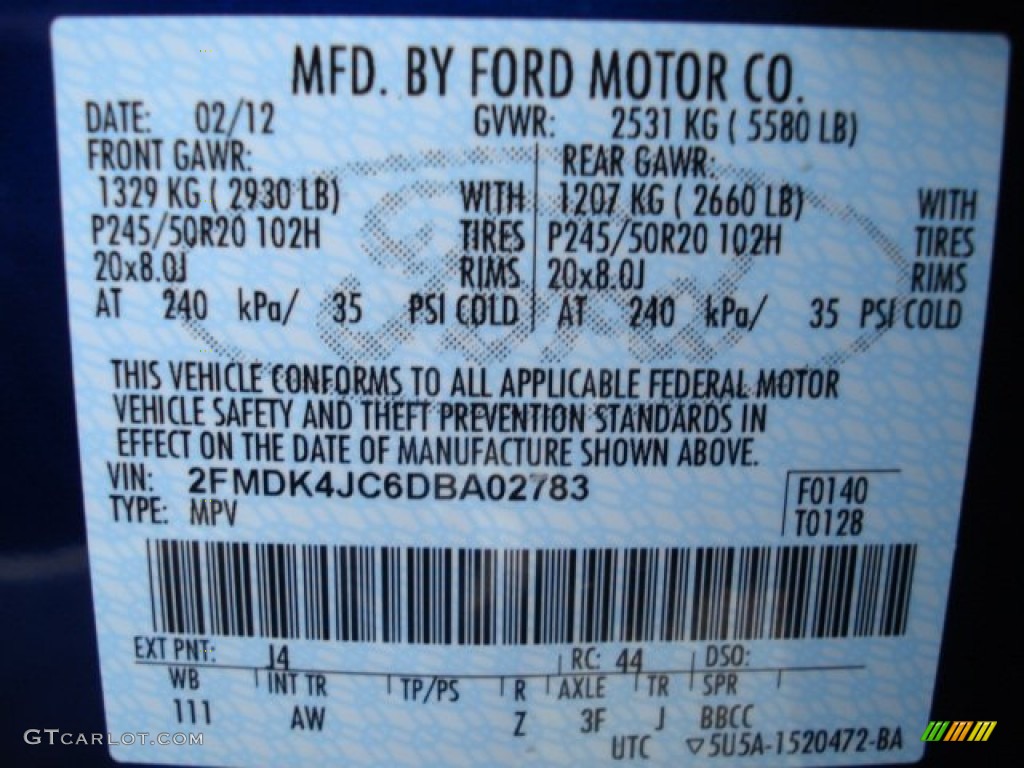 MFD. BY FORD MOTOR CO.
DATE: 02/12 GVWR: 2531 KG ( 5580 LB)
FRONT GAWR: REAR GAWR:
1329 KG ( 2930 LB) WITH 1207 KG ( 2660 LB) WITH
P245/50R20 102H TIRES P245/50R20 102H TIRES
20x8.0J RIMS 20x8.0J RIMS
AT 240 kPa/ 35 PSI COLD AT 240 kPa/ 35 PSI COLD
Ford
THIS VEHICLE CONFORMS TO ALL APPLICABLE FEDERAL MOTOR
VEHICLE SAFETY AND THEFT PREVENTION STANDARDS IN
EFFECT ON THE DATE OF MANUFACTURE SHOWN ABOVE.
VIN: 2FMDK4JC6DBA02783 F0140
TYPE: MPV T0128
EXT PNT: J4 RC: 44 DSO:
WB INT TR TP/PS R AXLE TR SPR
111 AW Z 3F J BBCC
UTC ▽5U5A-1520472-BA
GTCARLOT.COM